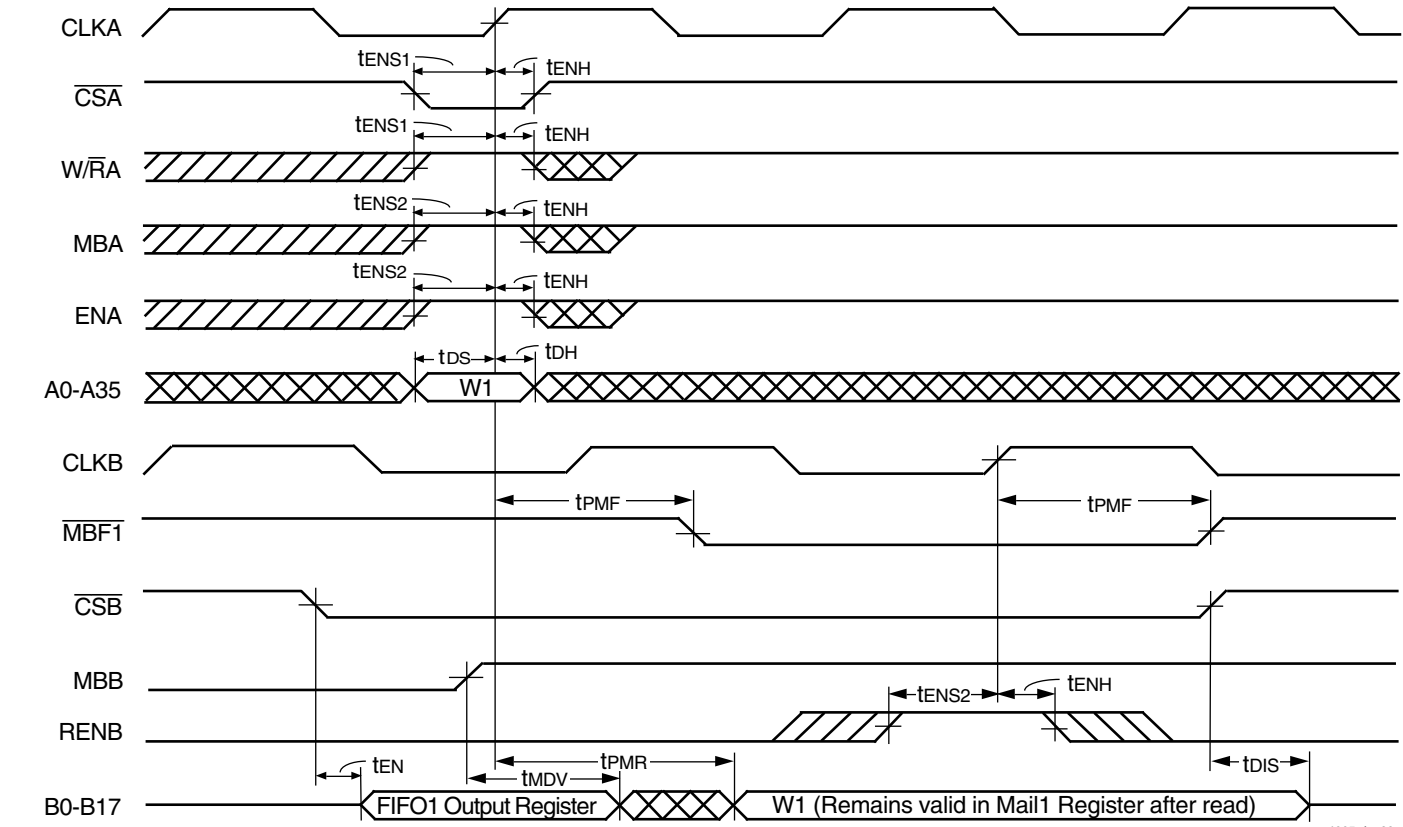 CLKA
tENS1 tENH
CSA
tENS1 tENH
W/RA
tENS2 tENH
MBA
tENS2 tENH
ENA
tDS tDH
A0-A35 W1
CLKB
tPMF tPMF
MBF1
CSB
MBB
tENS2 tENH
RENB
tEN tPMR tDIS
tMDV
B0-B17 FIFO1 Output Register W1 (Remains valid in Mail1 Register after read)